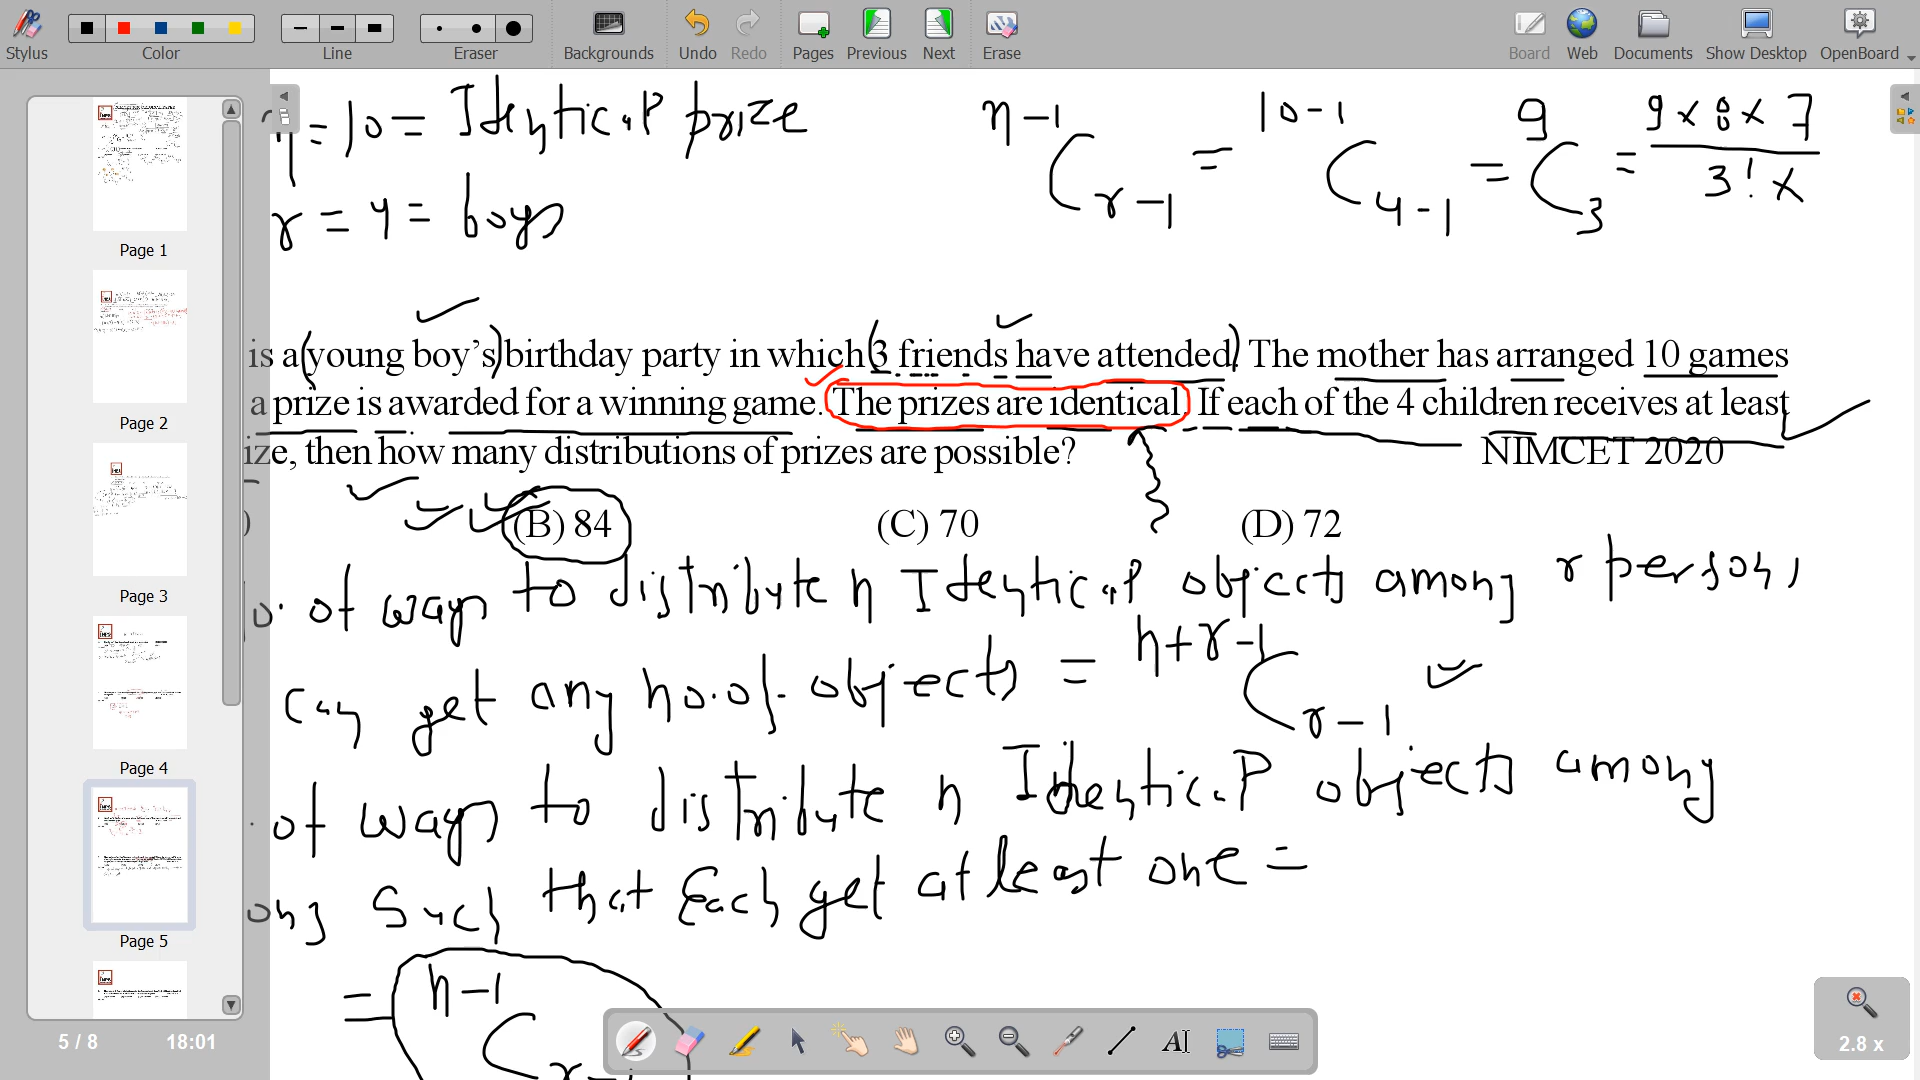 Stylus Color Line Eraser Backgrounds Undo Redo Pages Previous Next Erase Board Web Documents Show Desktop OpenBoard
n = 10 = Identical prize
n-1 C r-1 = 10-1 C 4-1 = 9 C 3 = 9 x 8 x 7 / 3! x
r = 4 = boys
is a (young boy's) birthday party in which (3 friends have attended.) The mother has arranged 10 games
a prize is awarded for a winning game. The prizes are identical. If each of the 4 children receives at least
ize, then how many distributions of prizes are possible? NIMCET 2020
) (B) 84 (C) 70 (D) 72
o. of ways to distribute n Identical objects among r persons
can get any no. of objects = n+r-1 C r-1
of ways to distribute n Identical objects among
ons such that Each get at least one =
= n-1 C r-1
Page 1
Page 2
Page 3
Page 4
Page 5
5 / 8 18:01
2.8 x